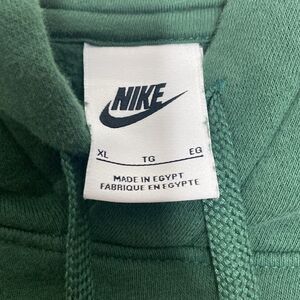 NIKE
XL TG EG
MADE IN EGYPT
FABRIQUE EN EGYPTE